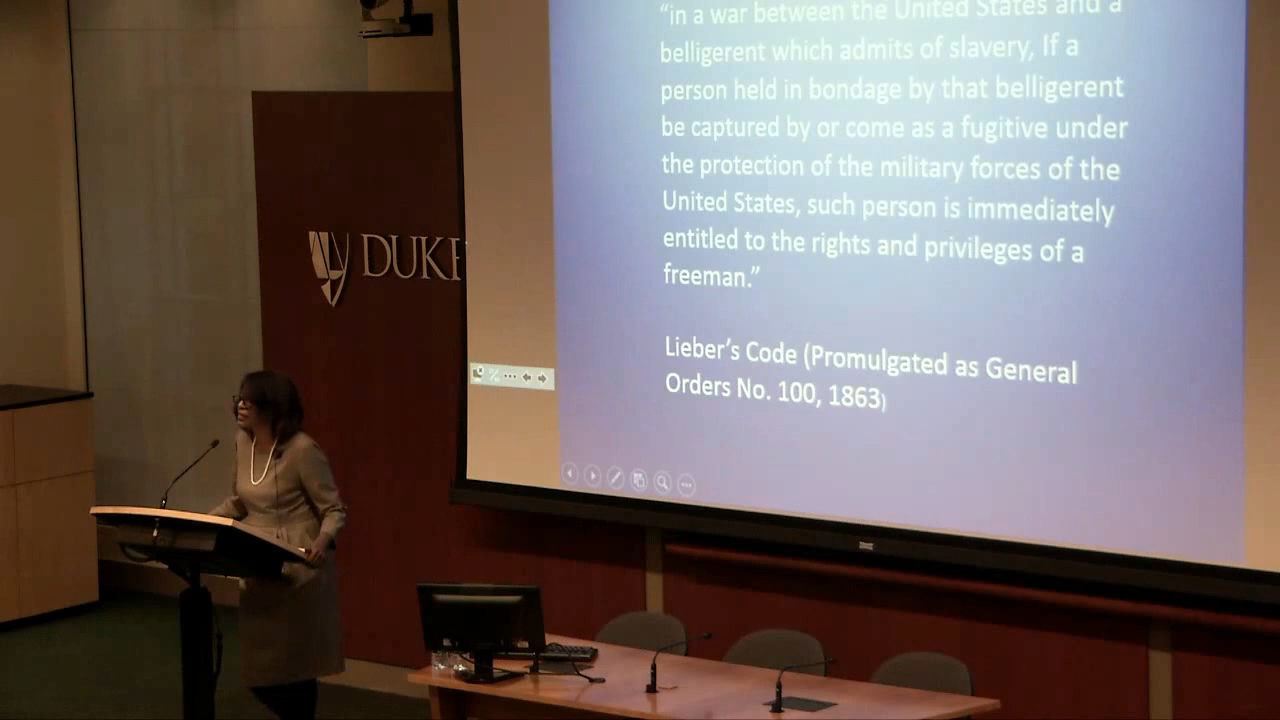 “in a war between the United States and a
belligerent which admits of slavery, If a
person held in bondage by that belligerent
be captured by or come as a fugitive under
the protection of the military forces of the
United States, such person is immediately
entitled to the rights and privileges of a
freeman.”
Lieber’s Code (Promulgated as General
Orders No. 100, 1863)
DUKE